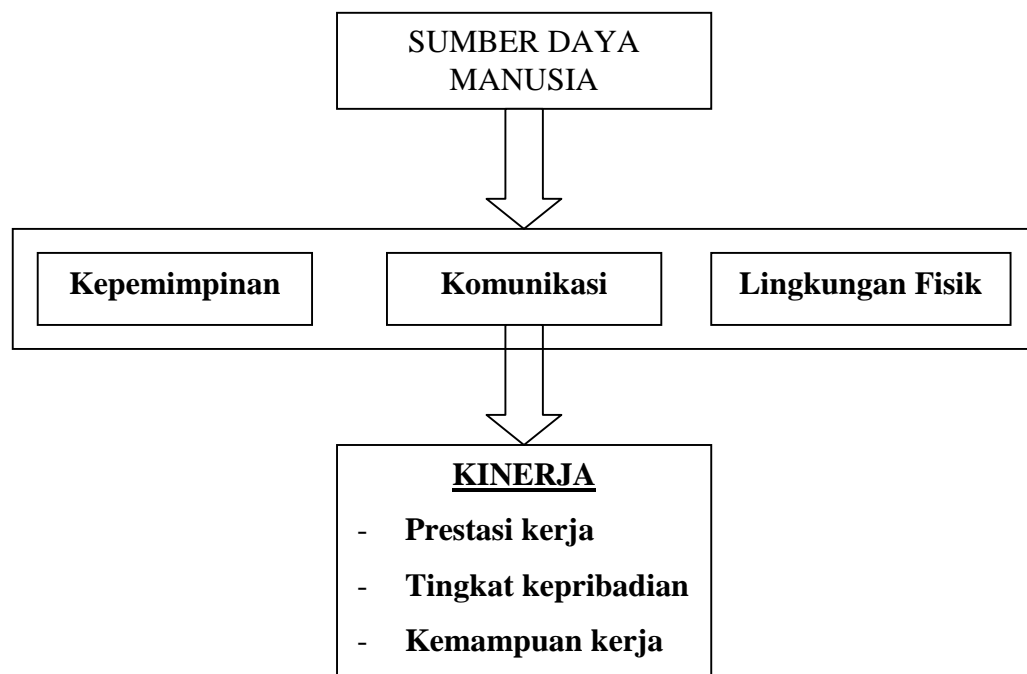 SUMBER DAYA
MANUSIA
Kepemimpinan
Komunikasi
Lingkungan Fisik
KINERJA
- Prestasi kerja
- Tingkat kepribadian
- Kemampuan kerja